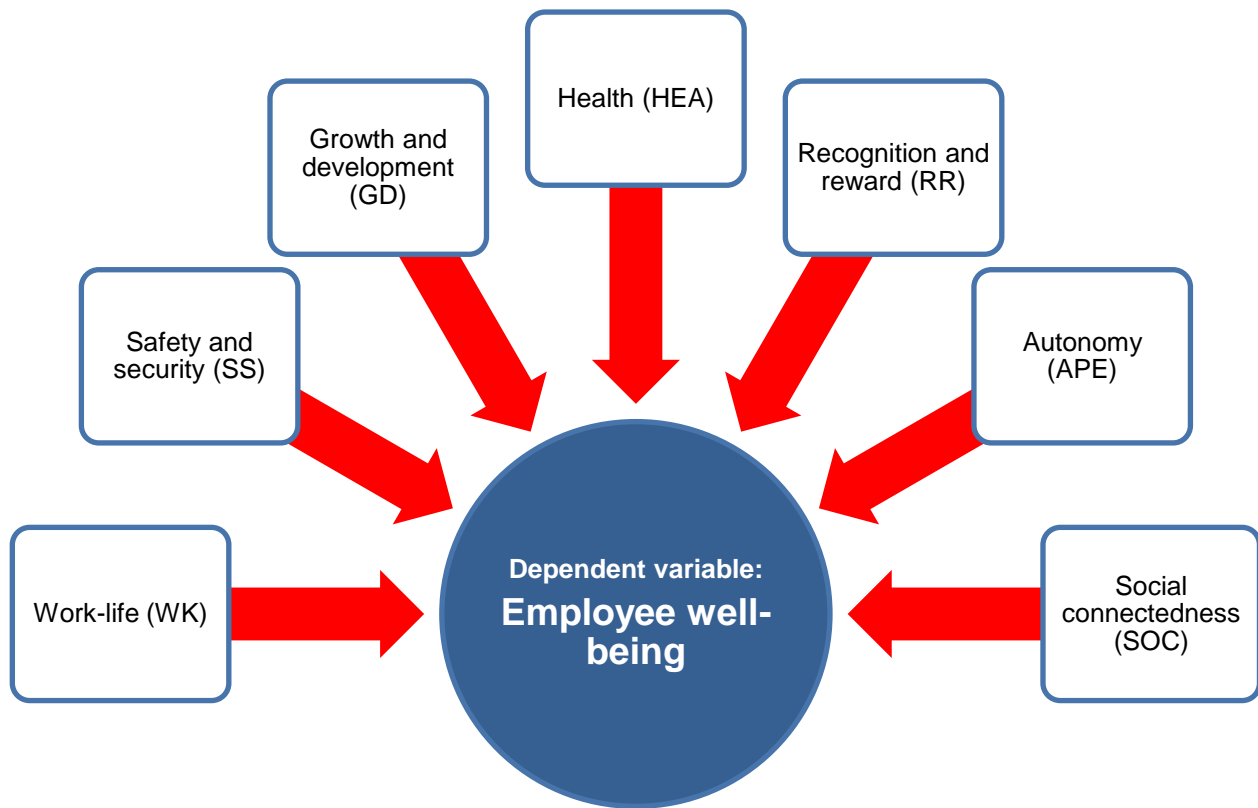 Health (HEA)
Growth and
development
(GD)
Recognition and
reward (RR)
Safety and
security (SS)
Autonomy
(APE)
Work-life (WK)
Dependent variable:
Employee well-
being
Social
connectedness
(SOC)